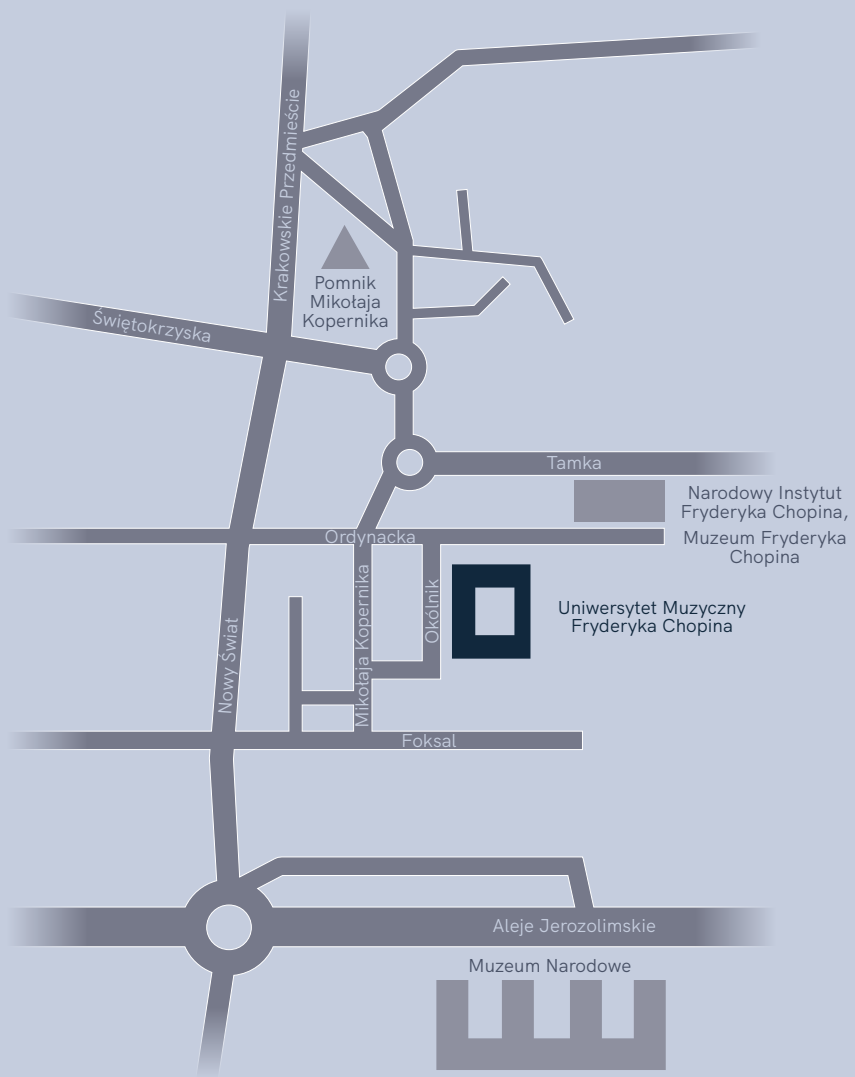 Krakowskie Przedmieście
Pomnik
Mikołaja
Kopernika
Świętokrzyska
Tamka
Narodowy Instytut
Fryderyka Chopina,
Muzeum Fryderyka
Chopina
Ordynacka
Mikołaja Kopernika
Okólnik
Uniwersytet Muzyczny
Fryderyka Chopina
Nowy Świat
Foksal
Aleje Jerozolimskie
Muzeum Narodowe